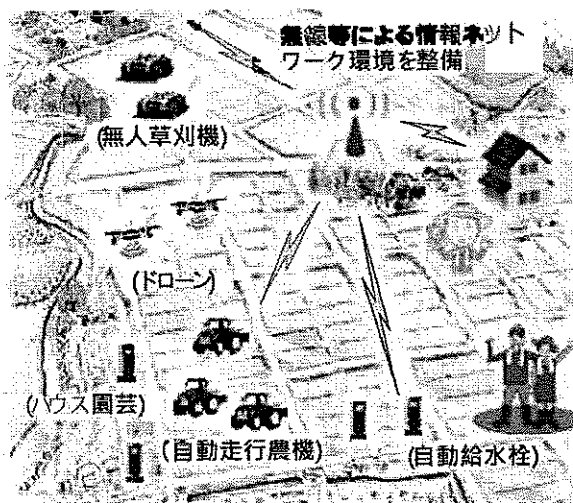 無線等による情報ネット
ワーク環境を整備
(無人草刈機)
(ドローン)
(ハウス園芸)
(自動走行農機)
(自動給水栓)